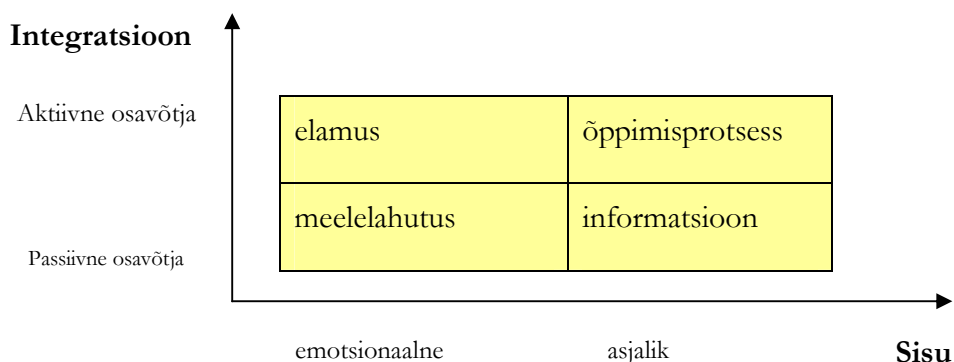 Integratsioon
Aktiivne osavõtja
elamus õppimisprotsess
meelelahutus informatsioon
Passiivne osavõtja
emotsionaalne asjalik Sisu